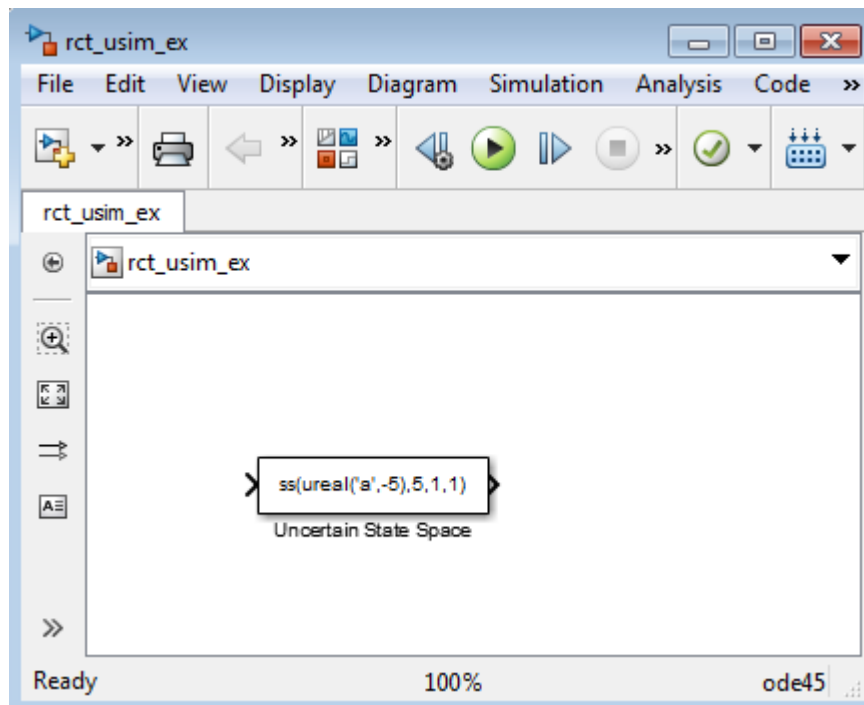 rct_usim_ex
File Edit View Display Diagram Simulation Analysis Code »
rct_usim_ex
rct_usim_ex
ss(ureal('a',-5),5,1,1)
Uncertain State Space
Ready 100% ode45